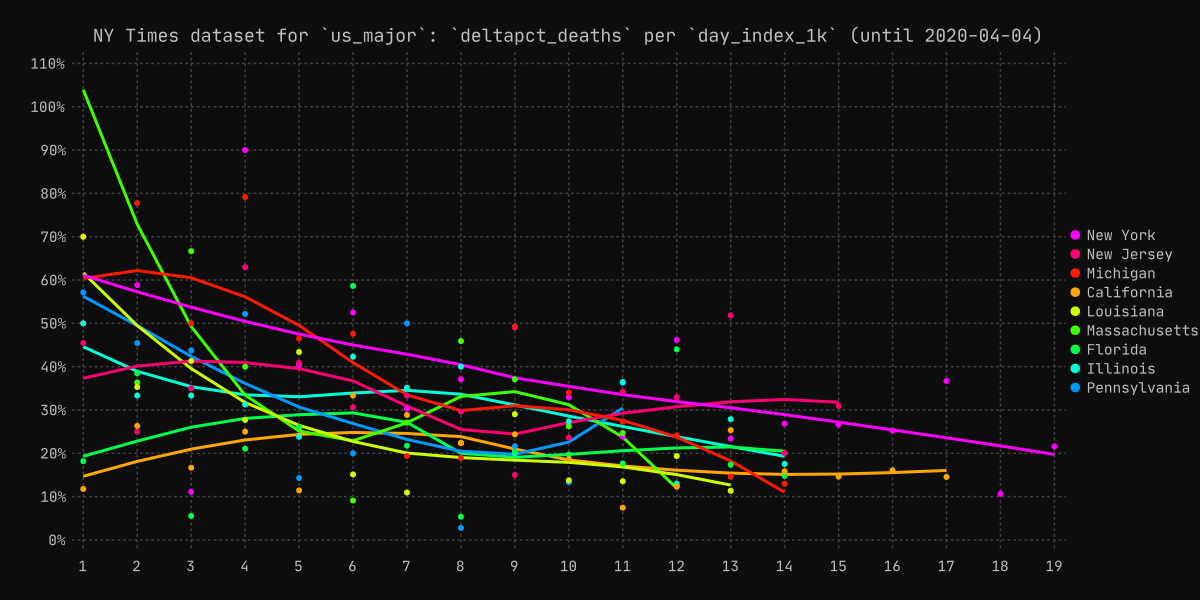 NY Times dataset for `us_major`: `deltapct_deaths` per `day_index_1k` (until 2020-04-04)
110%
100%
90%
80%
70%
60%
50%
40%
30%
20%
10%
0%
1 2 3 4 5 6 7 8 9 10 11 12 13 14 15 16 17 18 19
New York
New Jersey
Michigan
California
Louisiana
Massachusetts
Florida
Illinois
Pennsylvania